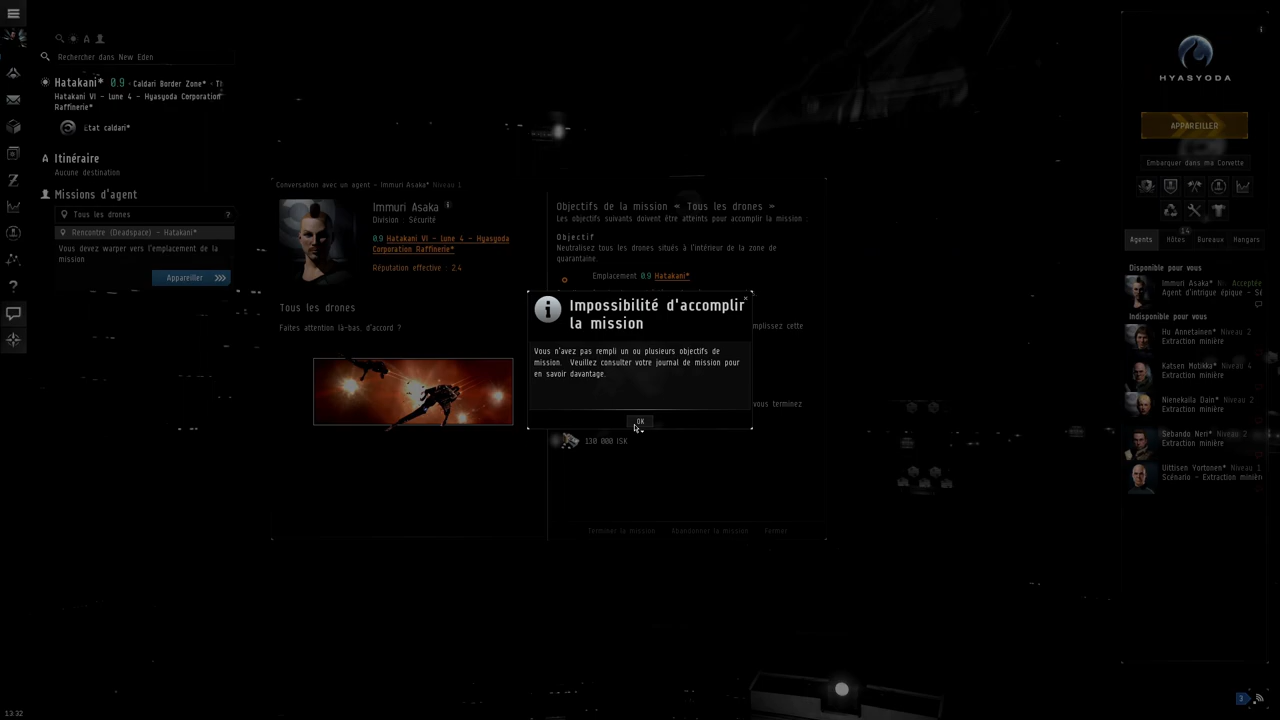 Rechercher dans New Eden
Hatakani* 0.9 · Caldari Border Zone* ·
Hatakani VI - Lune 4 - Hyasyoda Corporation
Raffinerie*
État caldari*
Itinéraire
Aucune destination
Missions d'agent
Tous les drones ?
Rencontre (Deadspace) - Hatakani*
Vous devez warper vers l'emplacement de la
mission
Appareiller
13:32
Conversation avec un agent - Immuri Asaka* Niveau 1
Immuri Asaka
Division : Sécurité
0.9 Hatakani VI - Lune 4 - Hyasyoda
Corporation Raffinerie*
Réputation effective : 2.4
Tous les drones
Faites attention là-bas, d'accord ?
Objectifs de la mission « Tous les drones »
Les objectifs suivants doivent être atteints pour accomplir la mission :
Objectif
Neutralisez tous les drones situés à l'intérieur de la zone de
quarantaine.
Emplacement 0.9 Hatakani*
Impossibilité d'accomplir
la mission
Vous n'avez pas rempli un ou plusieurs objectifs de
mission. Veuillez consulter votre journal de mission pour
en savoir davantage.
OK
mplissez cette
vous terminez
130 000 ISK
Terminer la mission Abandonner la mission Fermer
HYASYODA
APPAREILLER
Embarquer dans ma Corvette
14
Agents Hôtes Bureaux Hangars
Disponible pour vous
Immuri Asaka* Ni Acceptée
Agent d'intrigue épique - Sé
Indisponible pour vous
Hu Annetainen* Niveau 2
Extraction minière
Katsen Motikka* Niveau 4
Extraction minière
Nienekaila Dain* Niveau 2
Extraction minière
Sebando Neri* Niveau 2
Extraction minière
Uittisen Yortonen* Niveau 1
Scénario - Extraction minièr
3